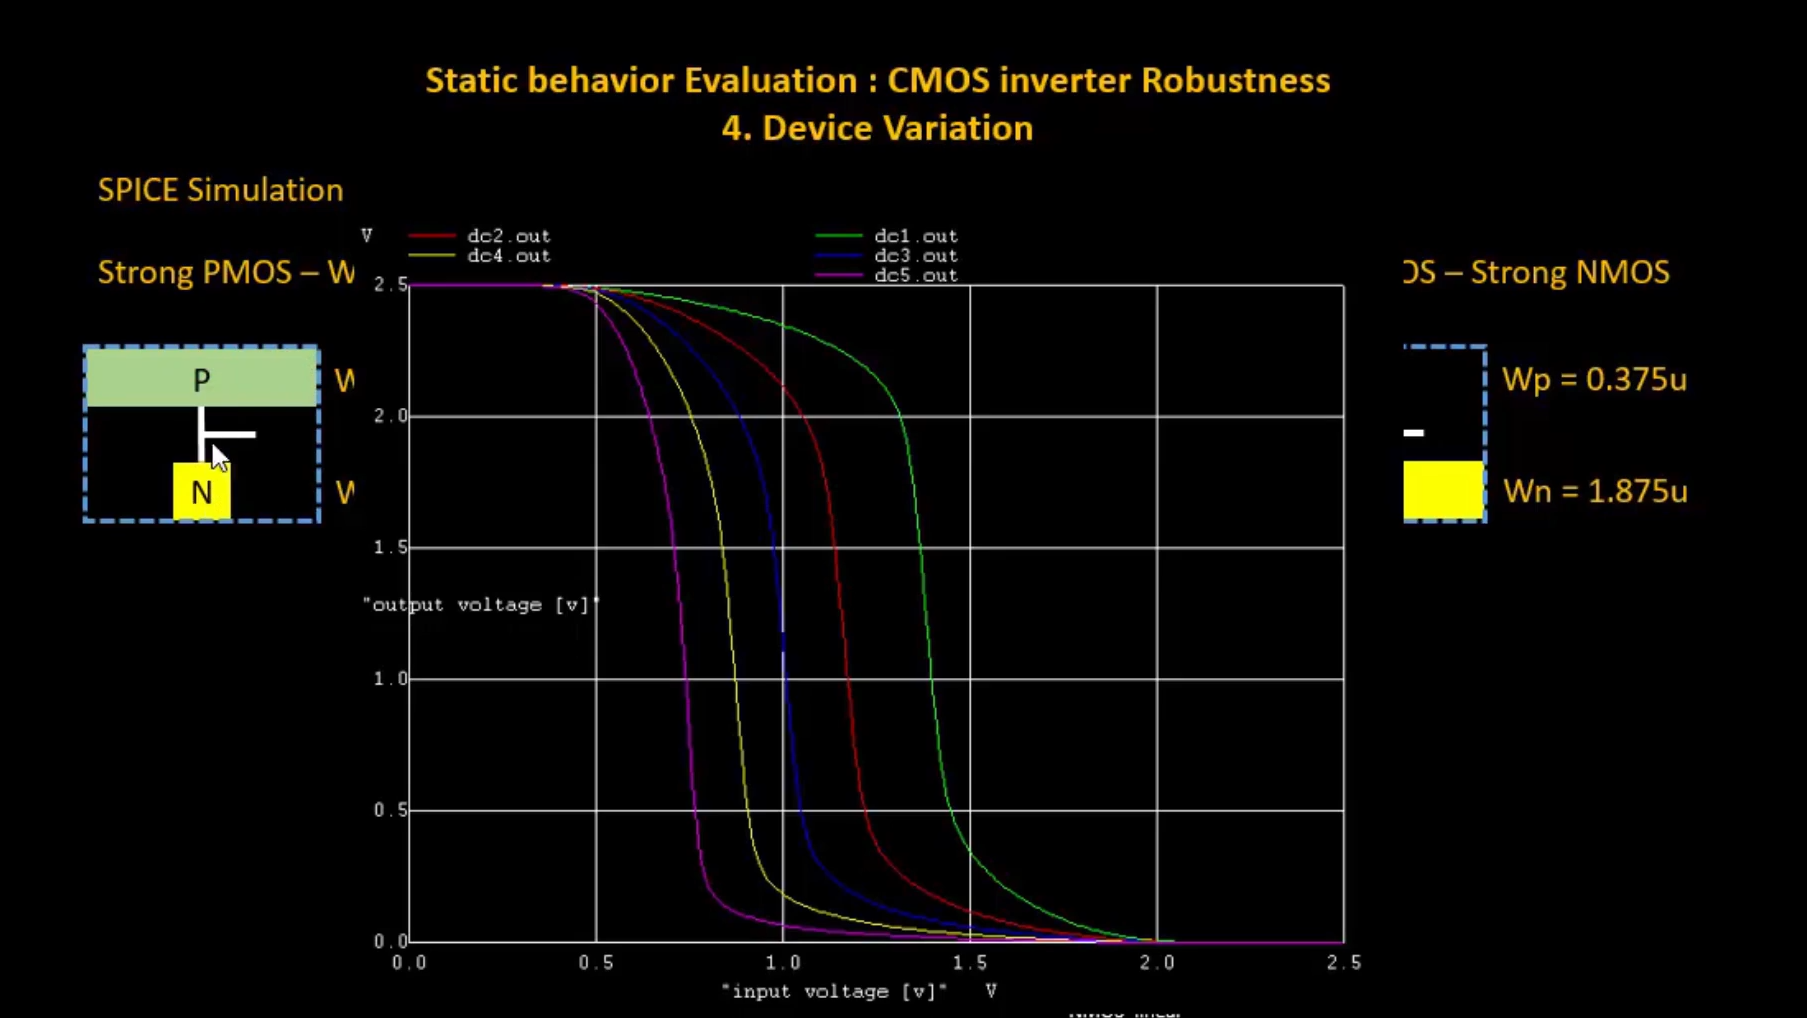 Static behavior Evaluation : CMOS inverter Robustness
4. Device Variation
SPICE Simulation
Strong PMOS – W
OS – Strong NMOS
V
dc2.out
dc1.out
dc4.out
dc3.out
dc5.out
P
W
Wp = 0.375u
N
W
Wn = 1.875u
2.5
2.0
1.5
"output voltage [v]"
1.0
0.5
0.0
0.0 0.5 1.0 1.5 2.0 2.5
"input voltage [v]" V